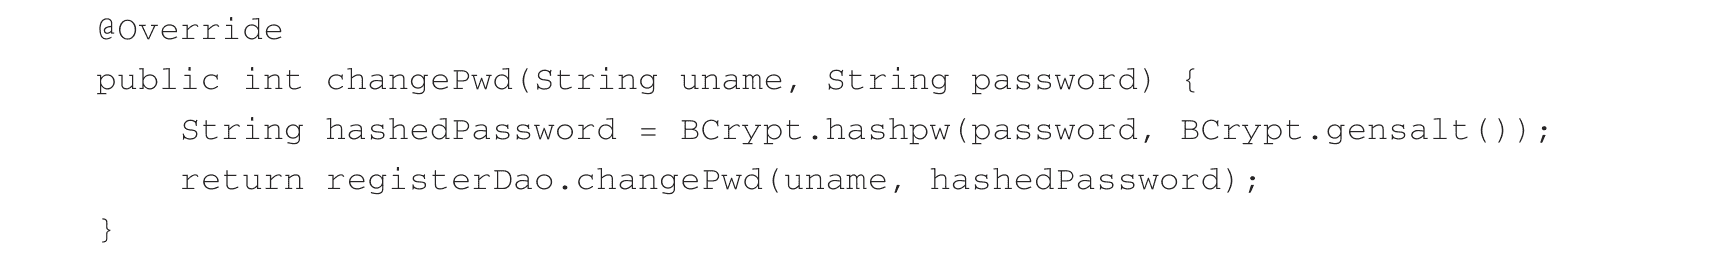 @Override
public int changePwd(String uname, String password) {
    String hashedPassword = BCrypt.hashpw(password, BCrypt.gensalt());
    return registerDao.changePwd(uname, hashedPassword);
}